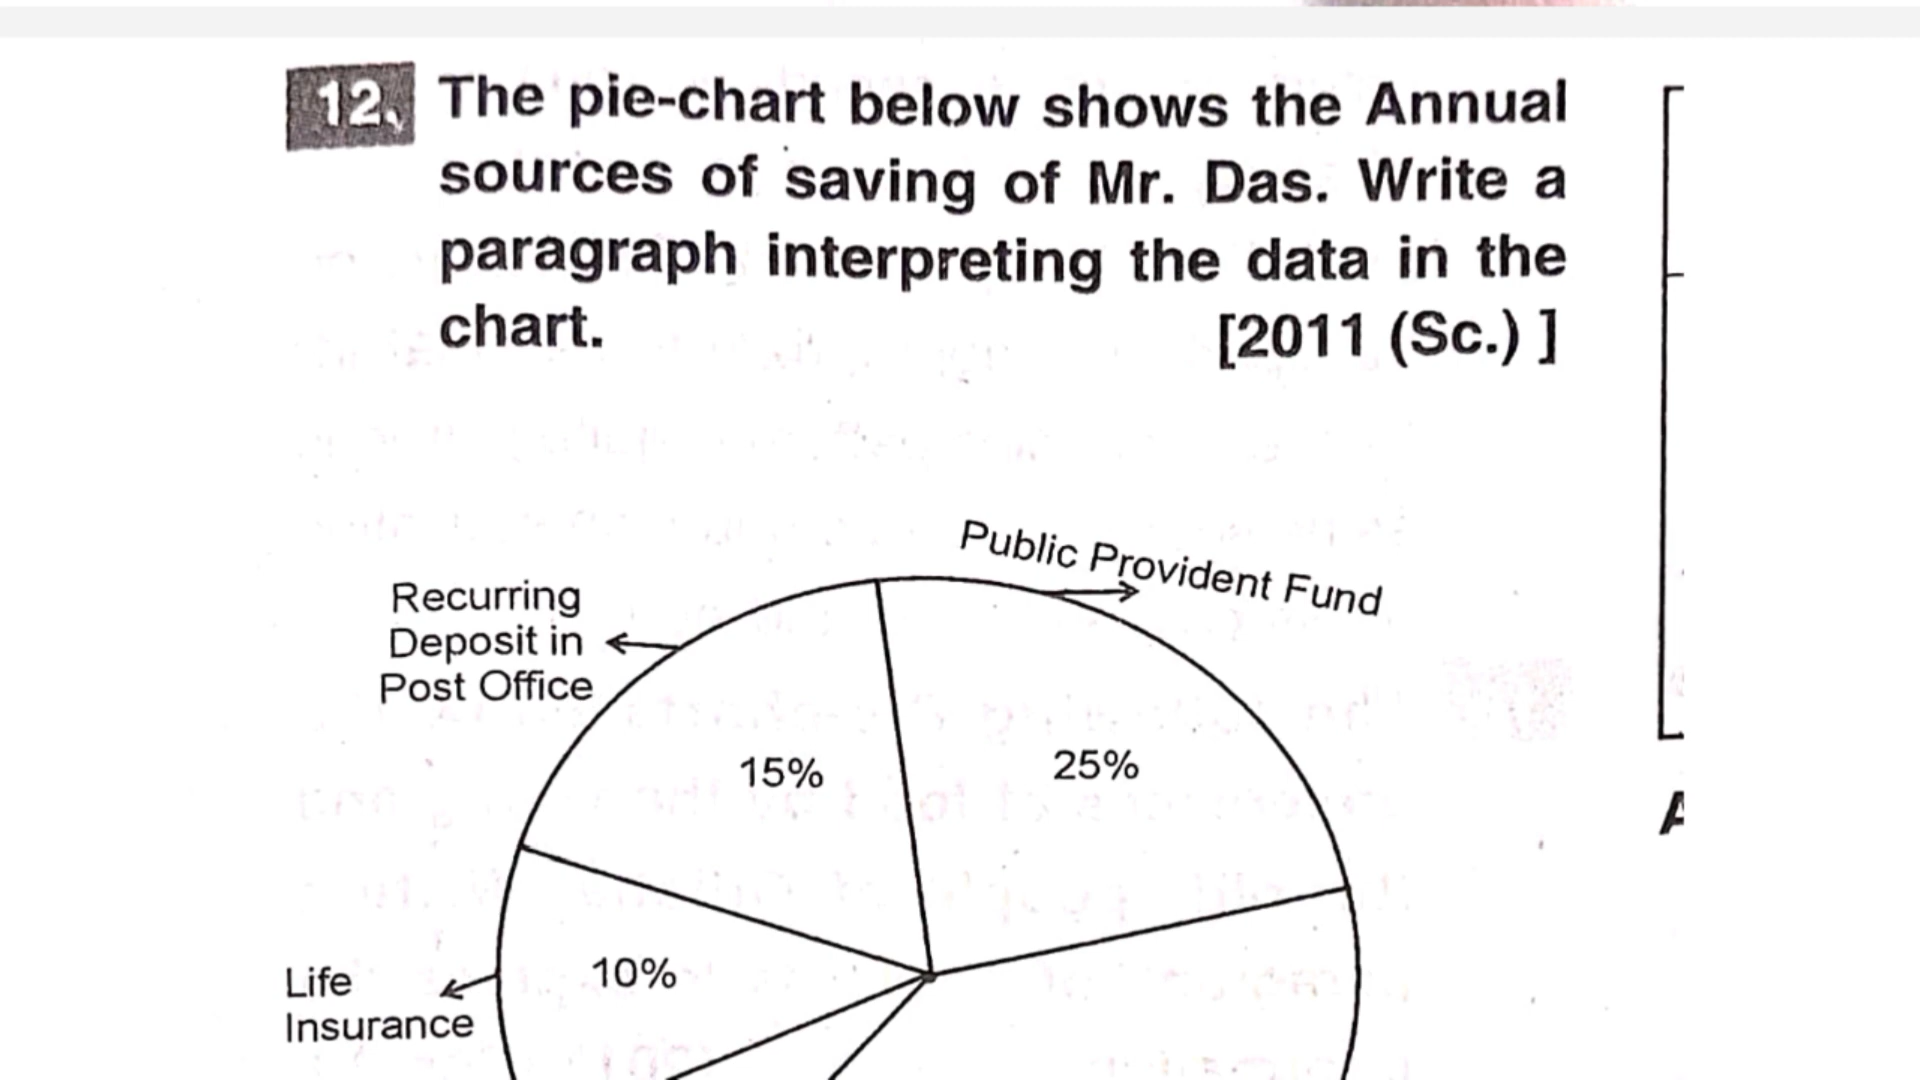 12. The pie-chart below shows the Annual
sources of saving of Mr. Das. Write a
paragraph interpreting the data in the
chart. [2011 (Sc.) ]
Public Provident Fund
Recurring
Deposit in
Post Office
15%
25%
10%
Life
Insurance